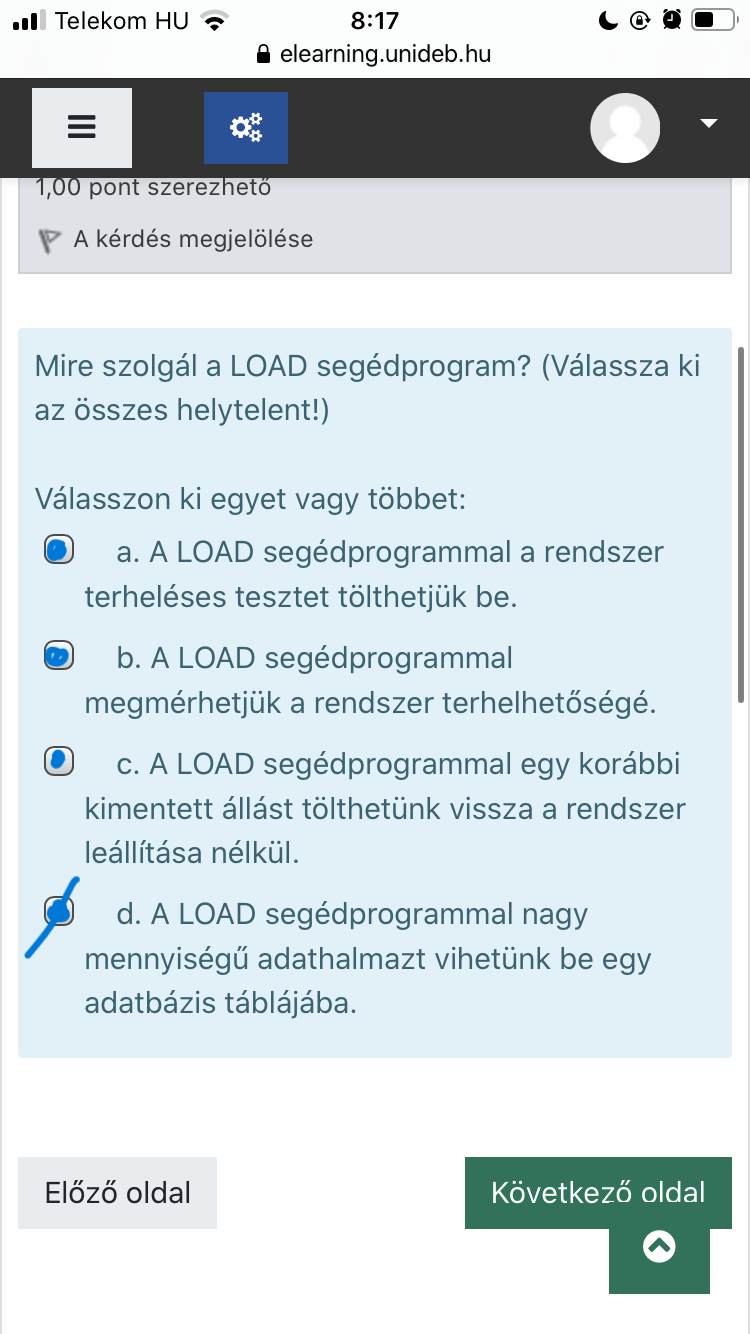 Telekom HU
8:17
elearning.unideb.hu
1,00 pont szerezhető
A kérdés megjelölése
Mire szolgál a LOAD segédprogram? (Válassza ki
az összes helytelent!)
Válasszon ki egyet vagy többet:
a. A LOAD segédprogrammal a rendszer
terheléses tesztet tölthetjük be.
b. A LOAD segédprogrammal
megmérhetjük a rendszer terhelhetőségé.
c. A LOAD segédprogrammal egy korábbi
kimentett állást tölthetünk vissza a rendszer
leállítása nélkül.
d. A LOAD segédprogrammal nagy
mennyiségű adathalmazt vihetünk be egy
adatbázis táblájába.
Előző oldal
Következő oldal